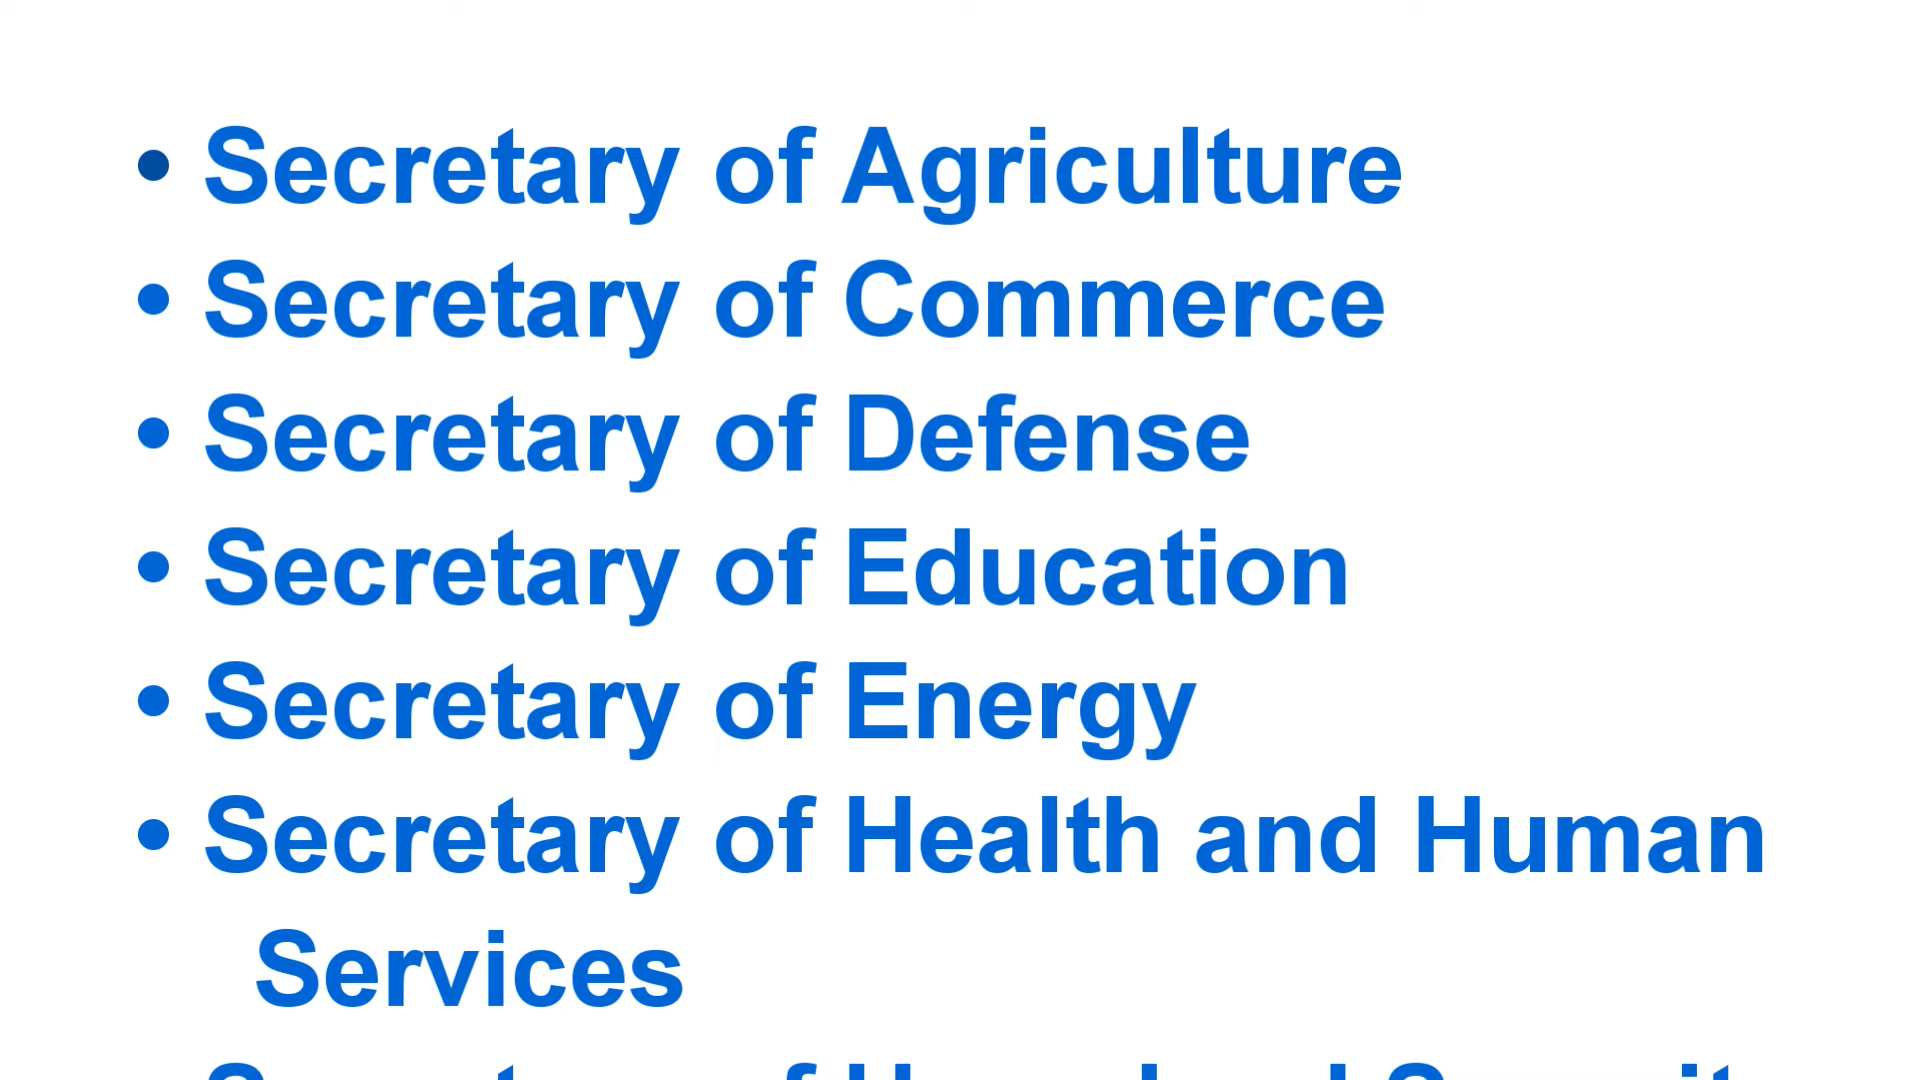 • Secretary of Agriculture
• Secretary of Commerce
• Secretary of Defense
• Secretary of Education
• Secretary of Energy
• Secretary of Health and Human
Services